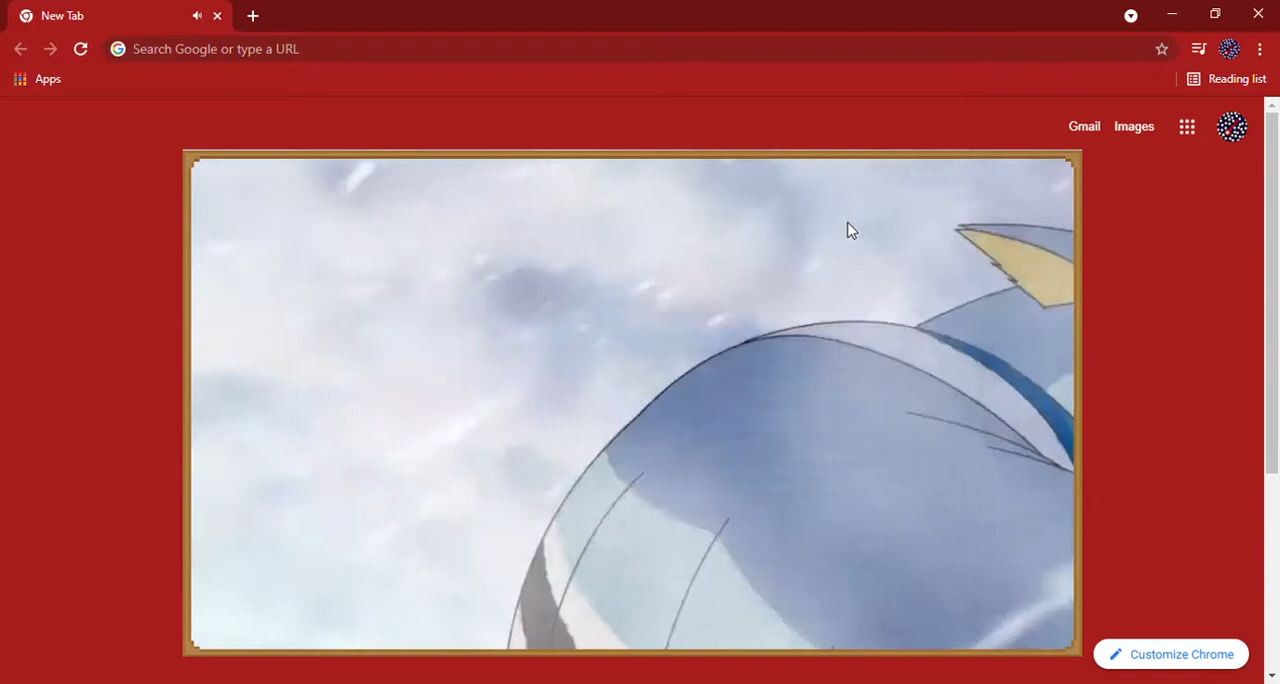 New Tab
Search Google or type a URL
Apps
Reading list
Gmail Images
Customize Chrome